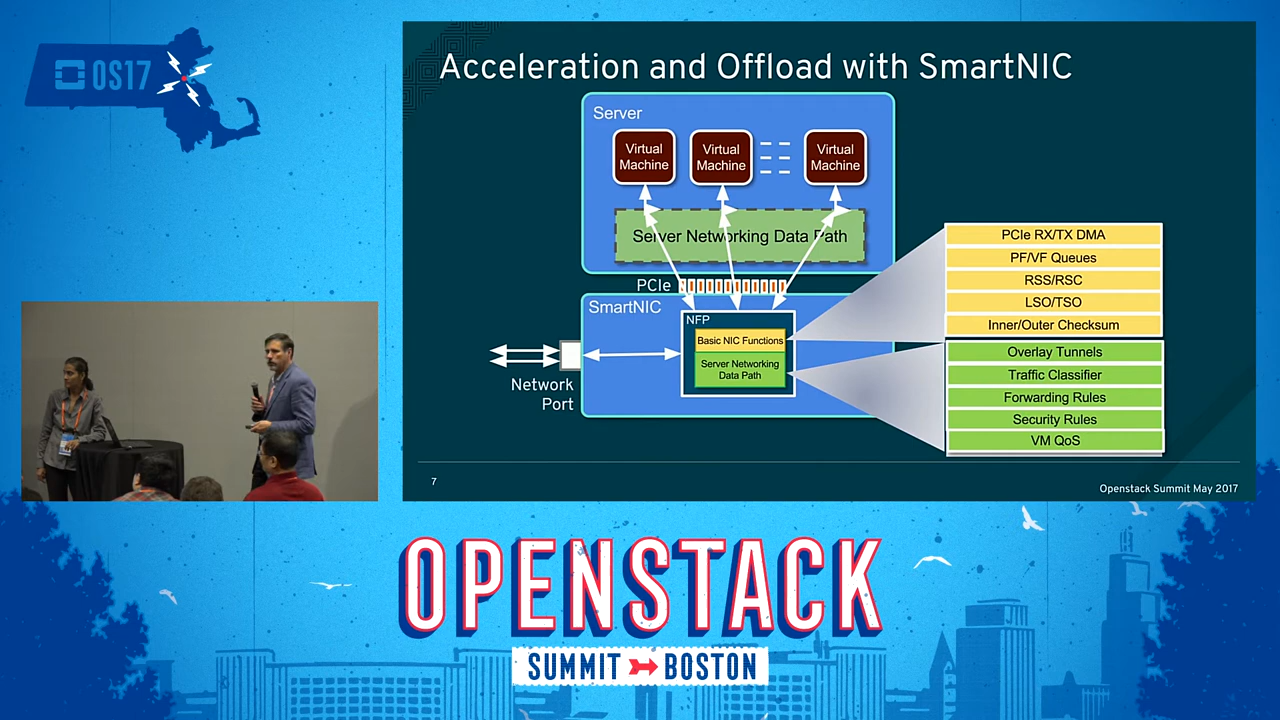 OS17
Acceleration and Offload with SmartNIC
Server
Virtual
Machine
Virtual
Machine
Virtual
Machine
Server Networking Data Path
PCIe
SmartNIC
NFP
Basic NIC Functions
Server Networking
Data Path
Network
Port
PCIe RX/TX DMA
PF/VF Queues
RSS/RSC
LSO/TSO
Inner/Outer Checksum
Overlay Tunnels
Traffic Classifier
Forwarding Rules
Security Rules
VM QoS
7
Openstack Summit May 2017
OPENSTACK
SUMMIT BOSTON